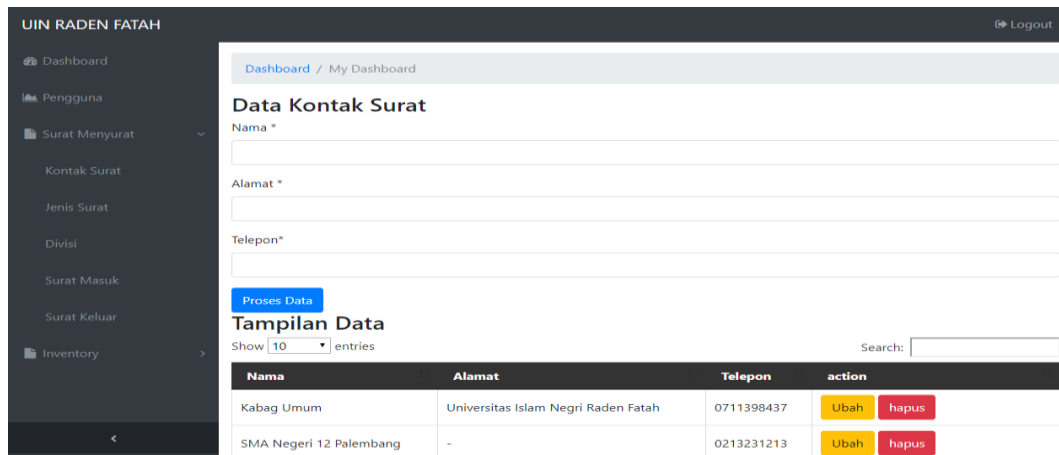 UIN RADEN FATAH
Logout
Dashboard
Pengguna
Surat Menyurat
Kontak Surat
Jenis Surat
Divisi
Surat Masuk
Surat Keluar
Inventory
Dashboard / My Dashboard
Data Kontak Surat
Nama *
Alamat *
Telepon*
Proses Data
Tampilan Data
Show 10 entries Search:
Nama Alamat Telepon action
Kabag Umum Universitas Islam Negri Raden Fatah 0711398437 Ubah hapus
SMA Negeri 12 Palembang - 0213231213 Ubah hapus